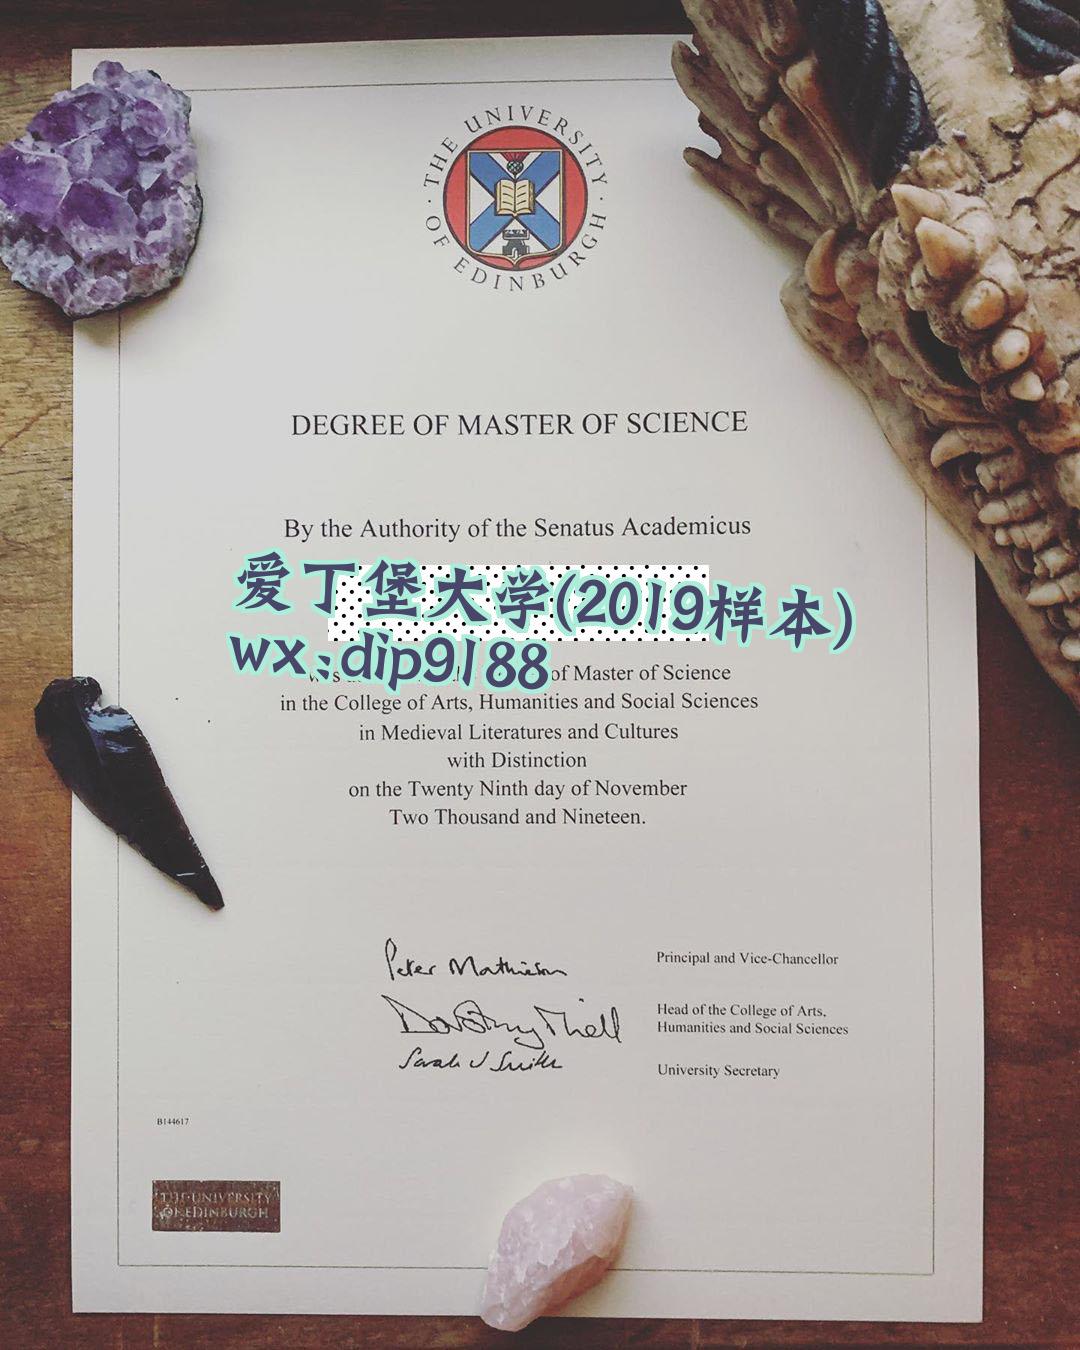 THE UNIVERSITY
OF EDINBURGH
DEGREE OF MASTER OF SCIENCE
By the Authority of the Senatus Academicus
爱丁堡大学(2019样本)
wx:dip9188
of Master of Science
in the College of Arts, Humanities and Social Sciences
in Medieval Literatures and Cultures
with Distinction
on the Twenty Ninth day of November
Two Thousand and Nineteen.
Peter Mathieson
Principal and Vice-Chancellor
Dorothy Miell
Head of the College of Arts,
Humanities and Social Sciences
Sarah J Smith
University Secretary
B144617
THE UNIVERSITY
OF EDINBURGH